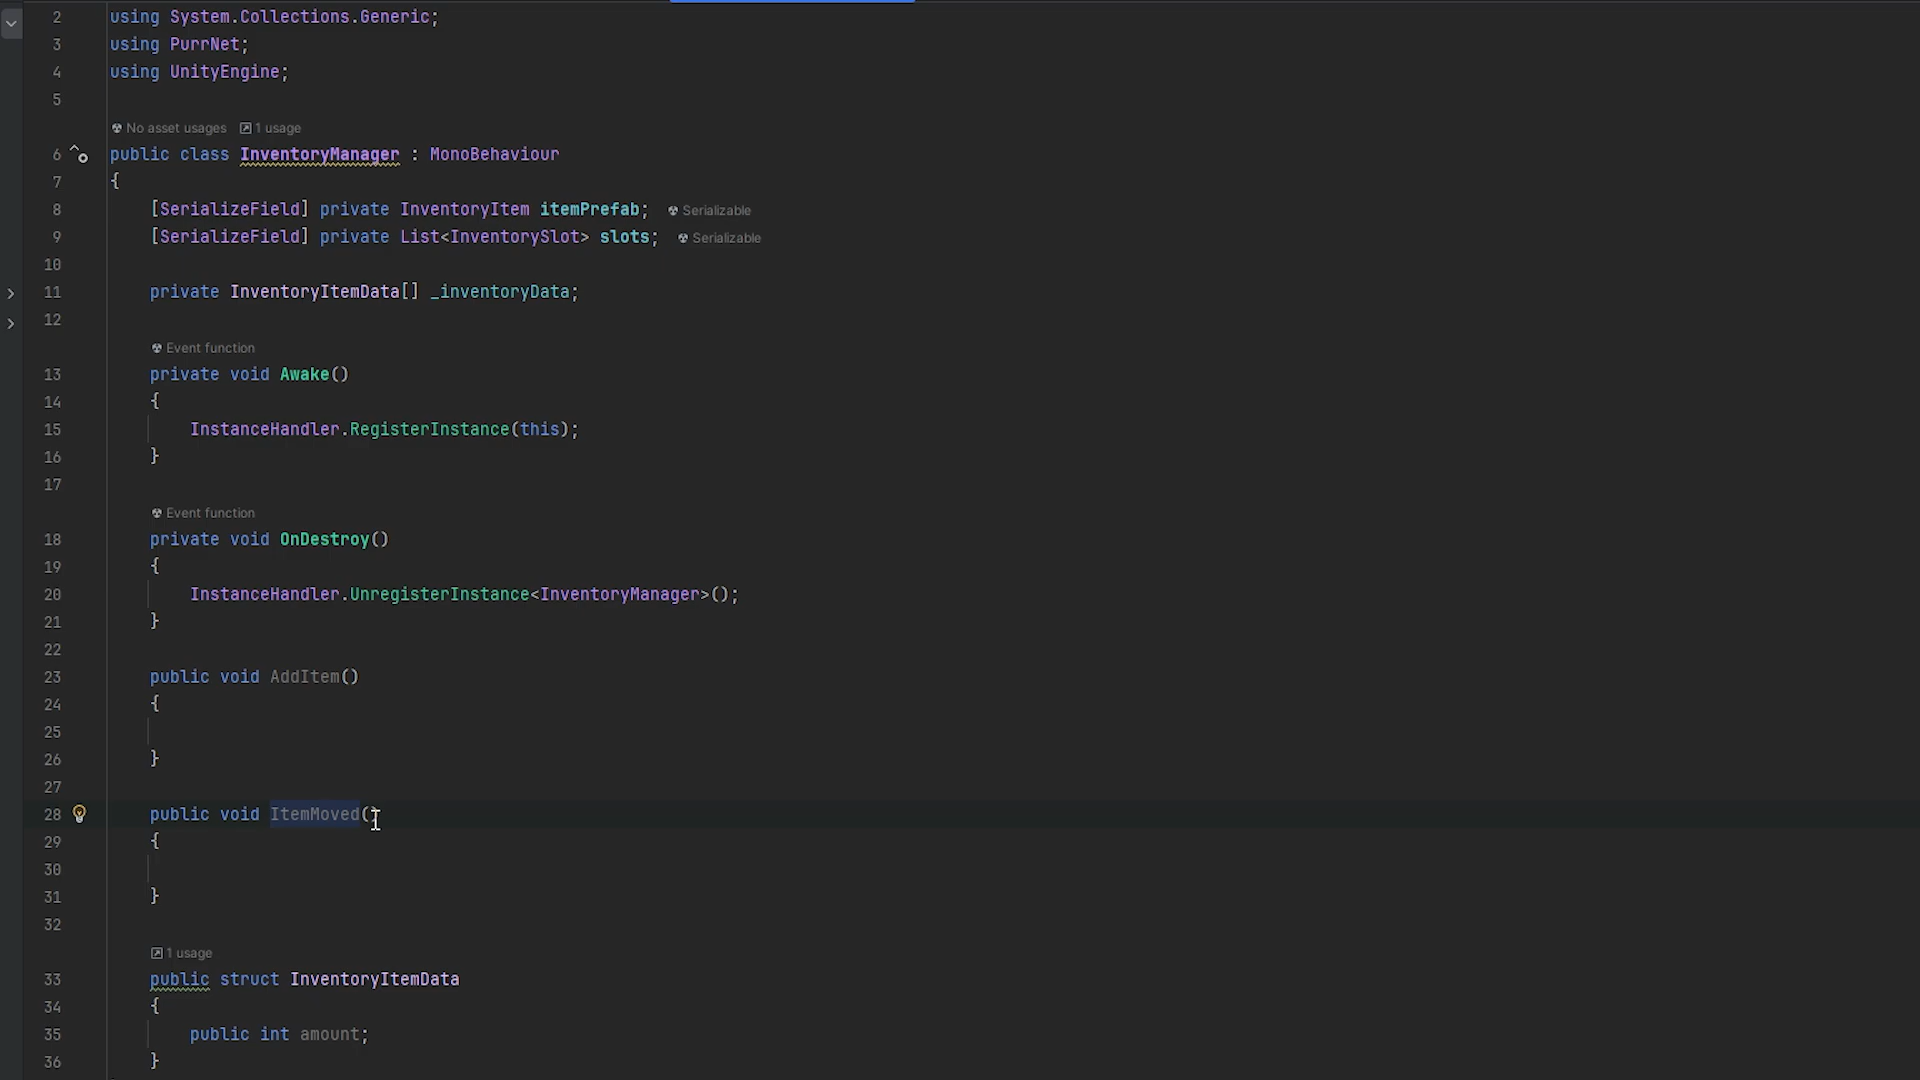 2 using System.Collections.Generic;
3 using PurrNet;
4 using UnityEngine;
5
No asset usages 1 usage
6 public class InventoryManager : MonoBehaviour
7 {
8 [SerializeField] private InventoryItem itemPrefab; Serializable
9 [SerializeField] private List<InventorySlot> slots; Serializable
10
11 private InventoryItemData[] _inventoryData;
12
Event function
13 private void Awake()
14 {
15 InstanceHandler.RegisterInstance(this);
16 }
17
Event function
18 private void OnDestroy()
19 {
20 InstanceHandler.UnregisterInstance<InventoryManager>();
21 }
22
23 public void AddItem()
24 {
25
26 }
27
28 public void ItemMoved()
29 {
30
31 }
32
1 usage
33 public struct InventoryItemData
34 {
35 public int amount;
36 }